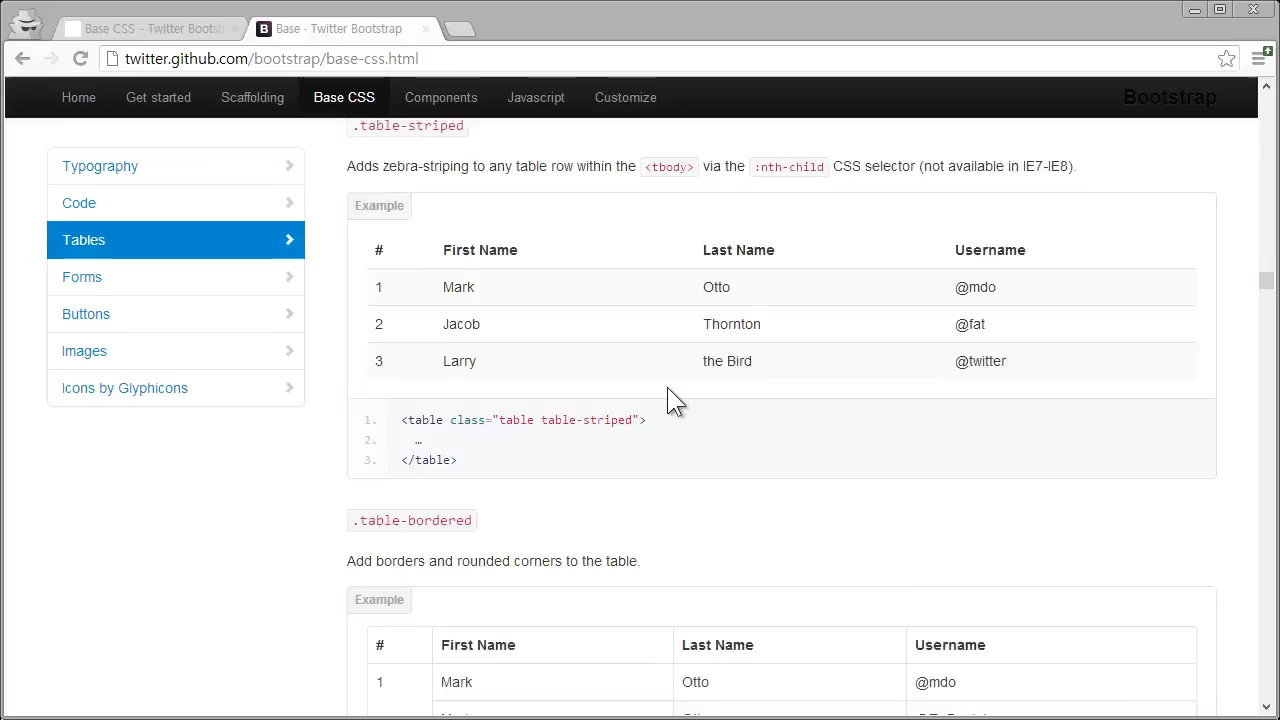 Base CSS - Twitter Bootst
Base · Twitter Bootstrap
twitter.github.com/bootstrap/base-css.html
Home Get started Scaffolding Base CSS Components Javascript Customize Bootstrap
Typography
Code
Tables
Forms
Buttons
Images
Icons by Glyphicons
.table-striped
Adds zebra-striping to any table row within the <tbody> via the :nth-child CSS selector (not available in IE7-IE8).
Example
# First Name Last Name Username
1 Mark Otto @mdo
2 Jacob Thornton @fat
3 Larry the Bird @twitter
1. <table class="table table-striped">
2. …
3. </table>
.table-bordered
Add borders and rounded corners to the table.
Example
# First Name Last Name Username
1 Mark Otto @mdo